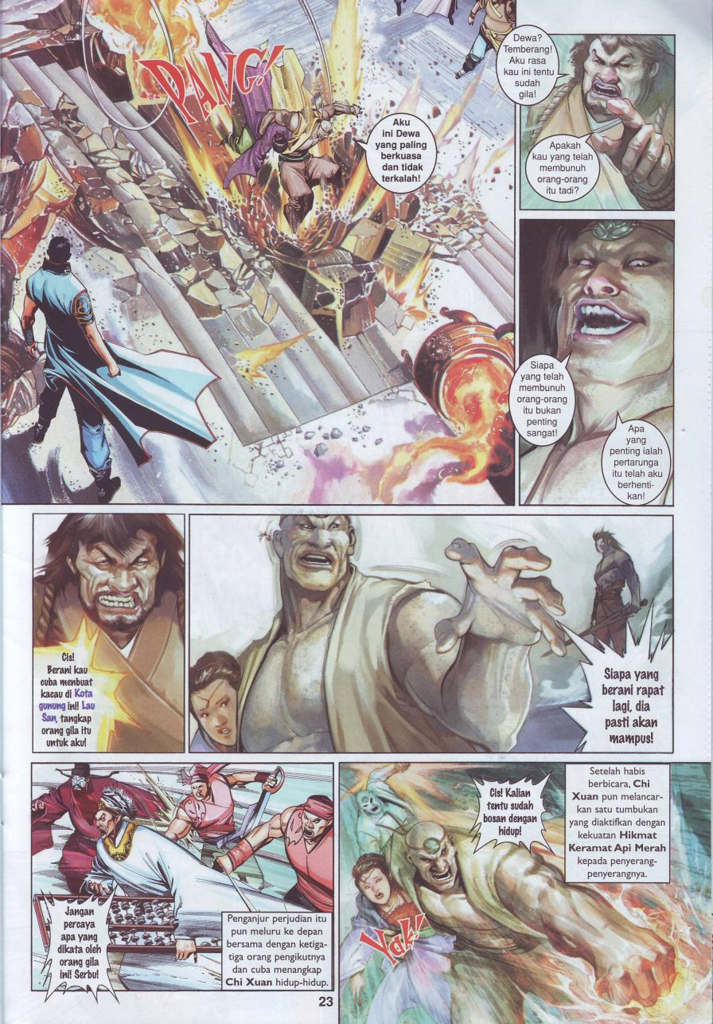 PANG!
Aku
ini Dewa
yang paling
berkuasa
dan tidak
terkalah!
Dewa?
Temberang!
Aku rasa
kau ini tentu
sudah
gila!
Apakah
kau yang telah
membunuh
orang-orang
itu tadi?
Siapa
yang telah
membunuh
orang-orang
itu bukan
penting
sangat!
Apa
yang
penting ialah
pertarunga
itu telah aku
berhenti-
kan!
Cis!
Berani kau
cuba membuat
kacau di Kota
gunung ini! Lau
San, tangkap
orang gila itu
untuk aku!
Siapa yang
berani rapat
lagi, dia
pasti akan
mampus!
Jangan
percaya
apa yang
dikata oleh
orang gila
ini! Serbu!
Penganjur perjudian itu
pun meluru ke depan
bersama dengan ketiga-
tiga orang pengikutnya
dan cuba menangkap
Chi Xuan hidup-hidup.
Cis! Kalian
tentu sudah
bosan dengan
hidup!
Setelah habis
berbicara, Chi
Xuan pun melancar-
kan satu tumbukan
yang diaktifkan dengan
kekuatan Hikmat
Keramat Api Merah
kepada penyerang-
penyerangnya.
Yah!
23